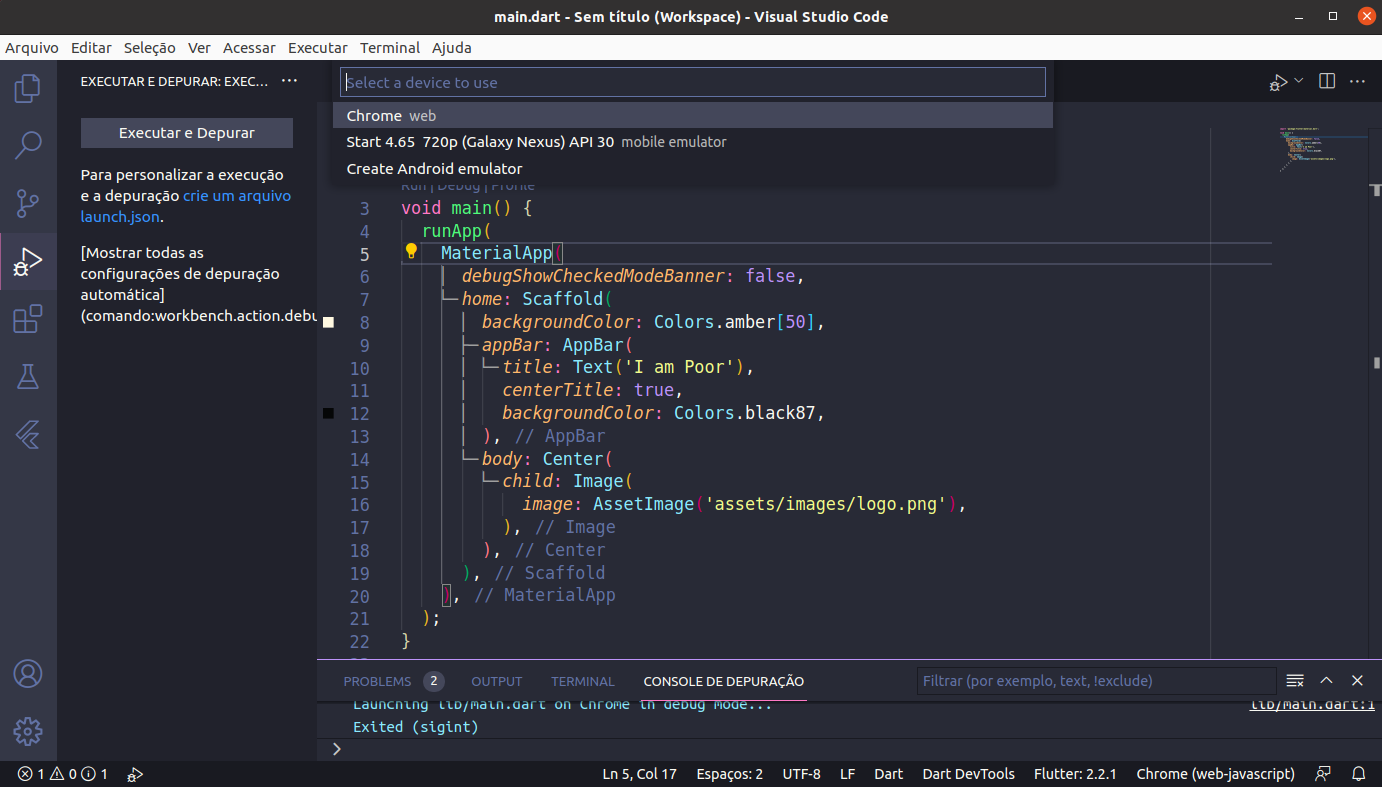 main.dart - Sem título (Workspace) - Visual Studio Code
Arquivo Editar Seleção Ver Acessar Executar Terminal Ajuda
EXECUTAR E DEPURAR: EXEC...
Executar e Depurar
Para personalizar a execução
e a depuração crie um arquivo
launch.json.
[Mostrar todas as
configurações de depuração
automática]
(comando:workbench.action.debu
Select a device to use
Chrome web
Start 4.65 720p (Galaxy Nexus) API 30 mobile emulator
Create Android emulator
Run | Debug | Profile
3 void main() {
4 runApp(
5 MaterialApp(
6 debugShowCheckedModeBanner: false,
7 home: Scaffold(
8 backgroundColor: Colors.amber[50],
9 appBar: AppBar(
10 title: Text('I am Poor'),
11 centerTitle: true,
12 backgroundColor: Colors.black87,
13 ), // AppBar
14 body: Center(
15 child: Image(
16 image: AssetImage('assets/images/logo.png'),
17 ), // Image
18 ), // Center
19 ), // Scaffold
20 ), // MaterialApp
21 );
22 }
PROBLEMS 2 OUTPUT TERMINAL CONSOLE DE DEPURAÇÃO
Filtrar (por exemplo, text, !exclude)
Launching lib/main.dart on Chrome in debug mode... lib/main.dart:1
Exited (sigint)
1 0 1 Ln 5, Col 17 Espaços: 2 UTF-8 LF Dart Dart DevTools Flutter: 2.2.1 Chrome (web-javascript)